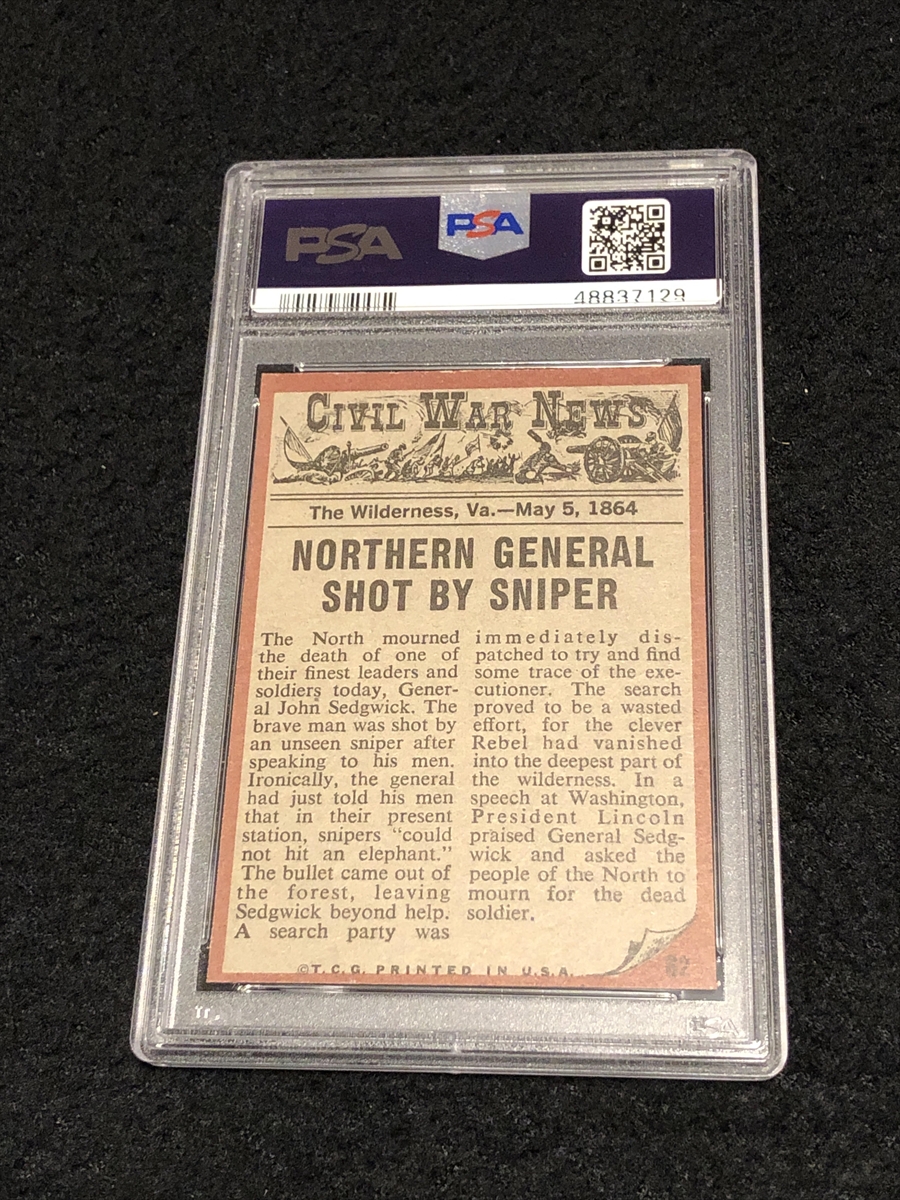 PSA
PSA
48837129
CIVIL WAR NEWS
The Wilderness, Va.—May 5, 1864
NORTHERN GENERAL
SHOT BY SNIPER
The North mourned
the death of one of
their finest leaders and
soldiers today, Gener-
al John Sedgwick. The
brave man was shot by
an unseen sniper after
speaking to his men.
Ironically, the general
had just told his men
that in their present
station, snipers "could
not hit an elephant."
The bullet came out of
the forest, leaving
Sedgwick beyond help.
A search party was
immediately dis-
patched to try and find
some trace of the exe-
cutioner. The search
proved to be a wasted
effort, for the clever
Rebel had vanished
into the deepest part of
the wilderness. In a
speech at Washington,
President Lincoln
praised General Sedg-
wick and asked the
people of the North to
mourn for the dead
soldier.
©T.C.G. PRINTED IN U.S.A.